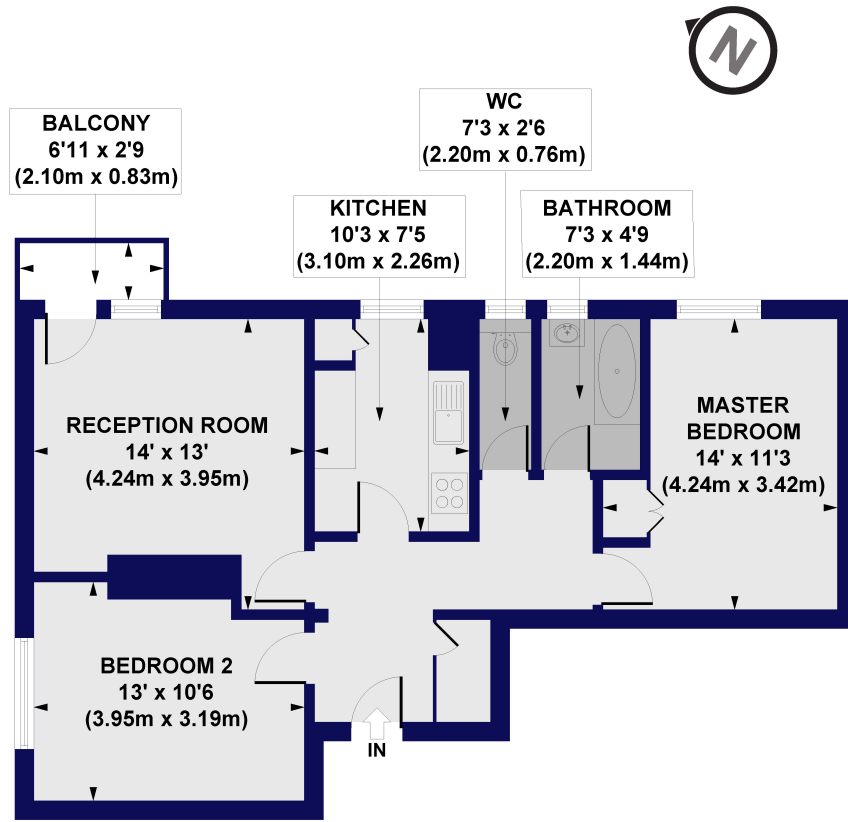 N
WC
7'3 x 2'6
(2.20m x 0.76m)
BALCONY
6'11 x 2'9
(2.10m x 0.83m)
KITCHEN
10'3 x 7'5
(3.10m x 2.26m)
BATHROOM
7'3 x 4'9
(2.20m x 1.44m)
RECEPTION ROOM
14' x 13'
(4.24m x 3.95m)
MASTER
BEDROOM
14' x 11'3
(4.24m x 3.42m)
BEDROOM 2
13' x 10'6
(3.95m x 3.19m)
IN